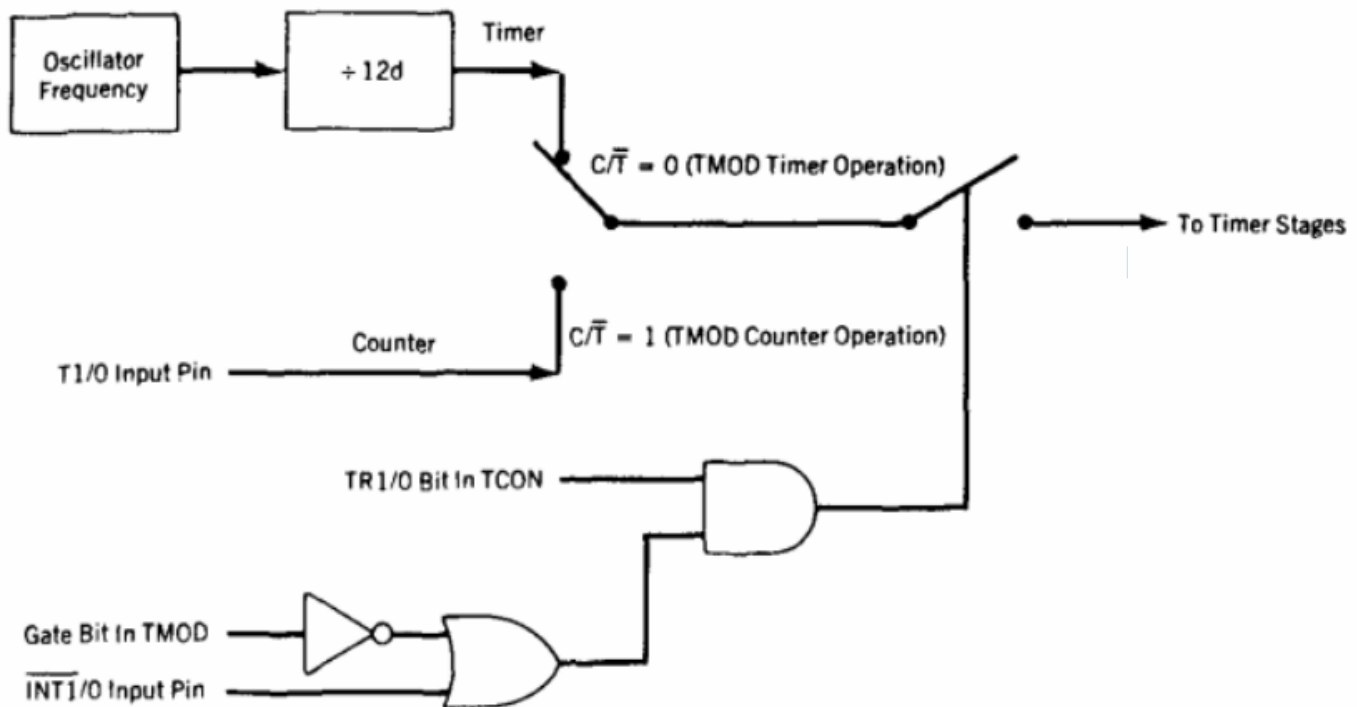 Timer
Oscillator
Frequency
÷ 12d
C/T̅ = 0 (TMOD Timer Operation)
To Timer Stages
C/T̅ = 1 (TMOD Counter Operation)
Counter
T1/0 Input Pin
TR1/0 Bit In TCON
Gate Bit In TMOD
I̅N̅T̅1̅/0 Input Pin